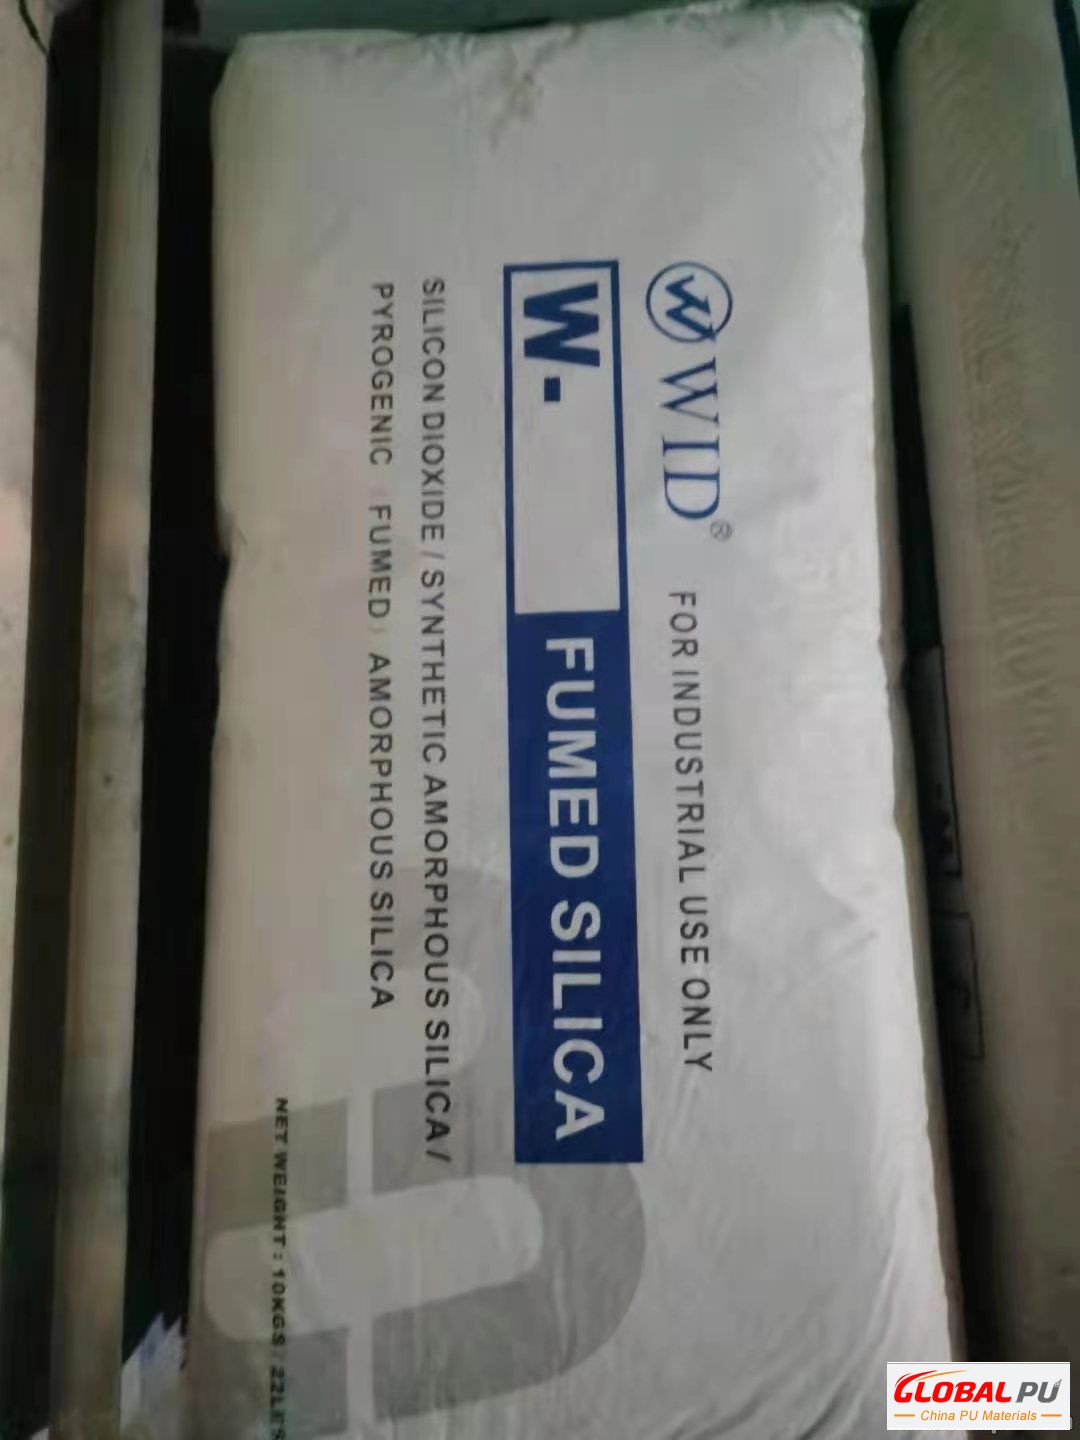 WID®
FOR INDUSTRIAL USE ONLY
W-
FUMED SILICA
SILICON DIOXIDE / SYNTHETIC AMORPHOUS SILICA /
PYROGENIC (FUMED) AMORPHOUS SILICA
NET WEIGHT : 10KGS / 22LBS
GLOBAL PU
China PU Materials